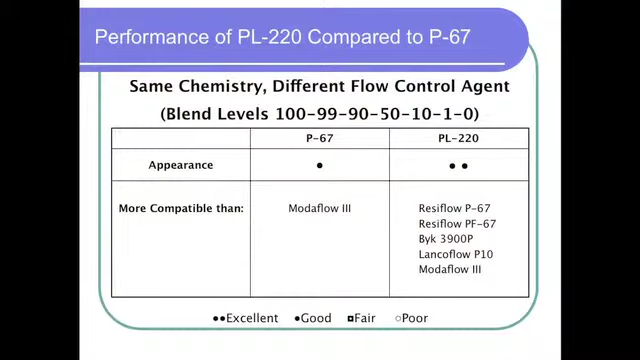 Performance of PL-220 Compared to P-67
Same Chemistry, Different Flow Control Agent
(Blend Levels 100-99-90-50-10-1-0)
P-67 PL-220
Appearance ● ●●
More Compatible than: Modaflow III Resiflow P-67
Resiflow PF-67
Byk 3900P
Lancoflow P10
Modaflow III
●●Excellent ●Good ◘Fair ○Poor